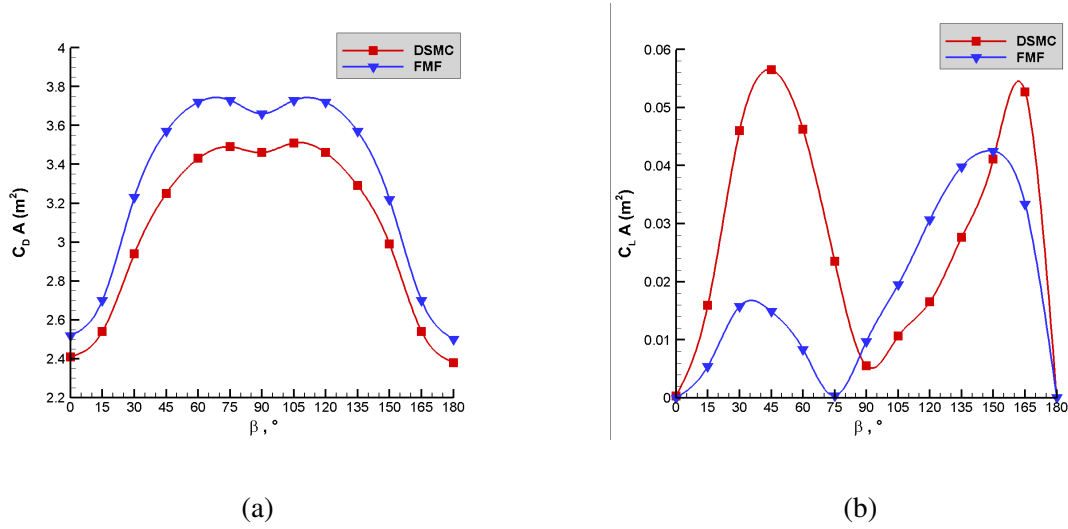 DSMC
FMF
4
3.8
3.6
3.4
3.2
3
2.8
2.6
2.4
2.2
C_D A (m²)
0 15 30 45 60 75 90 105 120 135 150 165 180
β , °
(a)
DSMC
FMF
0.06
0.05
0.04
0.03
0.02
0.01
0
C_L A (m²)
0 15 30 45 60 75 90 105 120 135 150 165 180
β , °
(b)